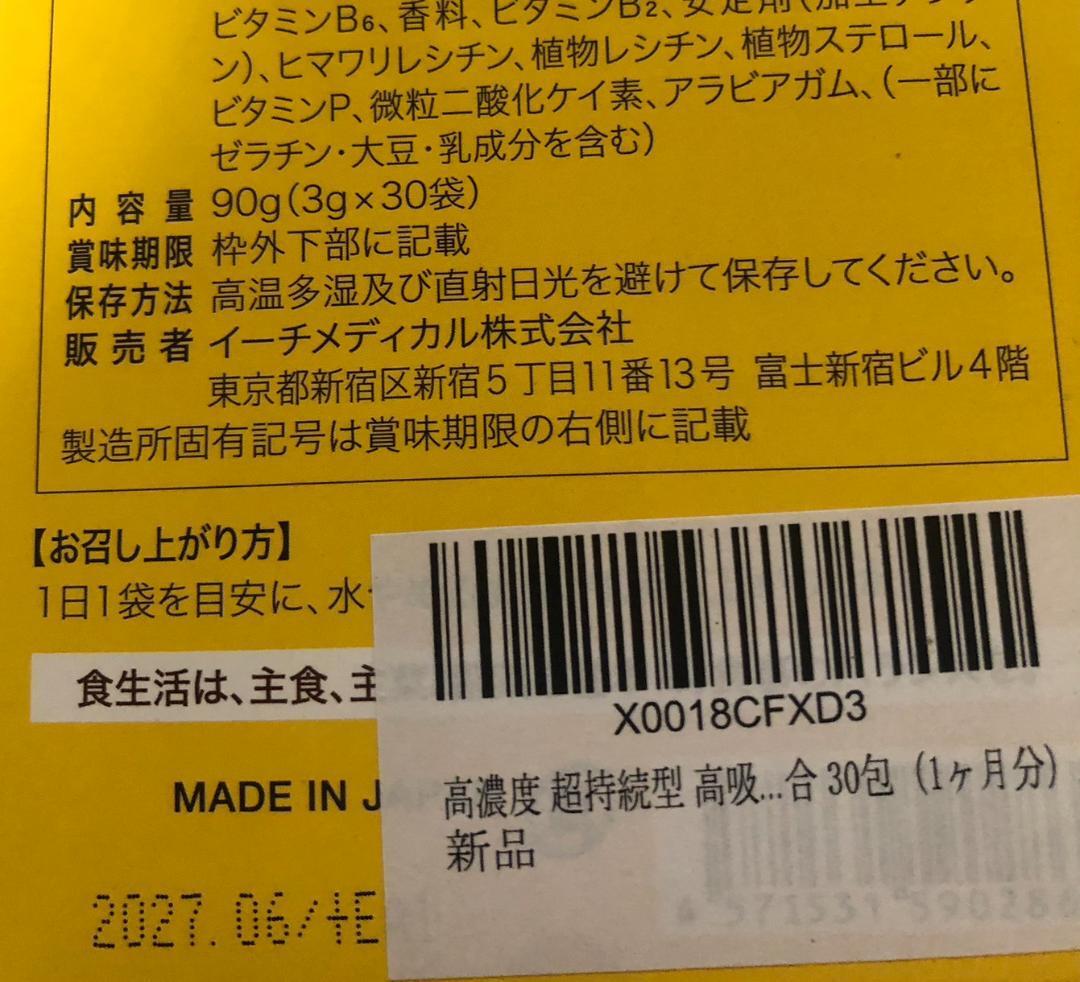 ビタミンB₆、香料、ビタミンB₂、安定剤(加工デンプ
ン)、ヒマワリレシチン、植物レシチン、植物ステロール、
ビタミンP、微粒二酸化ケイ素、アラビアガム、(一部に
ゼラチン・大豆・乳成分を含む)
内容量 90g(3g×30袋)
賞味期限 枠外下部に記載
保存方法 高温多湿及び直射日光を避けて保存してください。
販売者 イーチメディカル株式会社
東京都新宿区新宿5丁目11番13号 富士新宿ビル4階
製造所固有記号は賞味期限の右側に記載
【お召し上がり方】
1日1袋を目安に、水
食生活は、主食、主
MADE IN J
2027.06/
X0018CFXD3
高濃度 超持続型 高吸...合 30包 (1ヶ月分)
新品